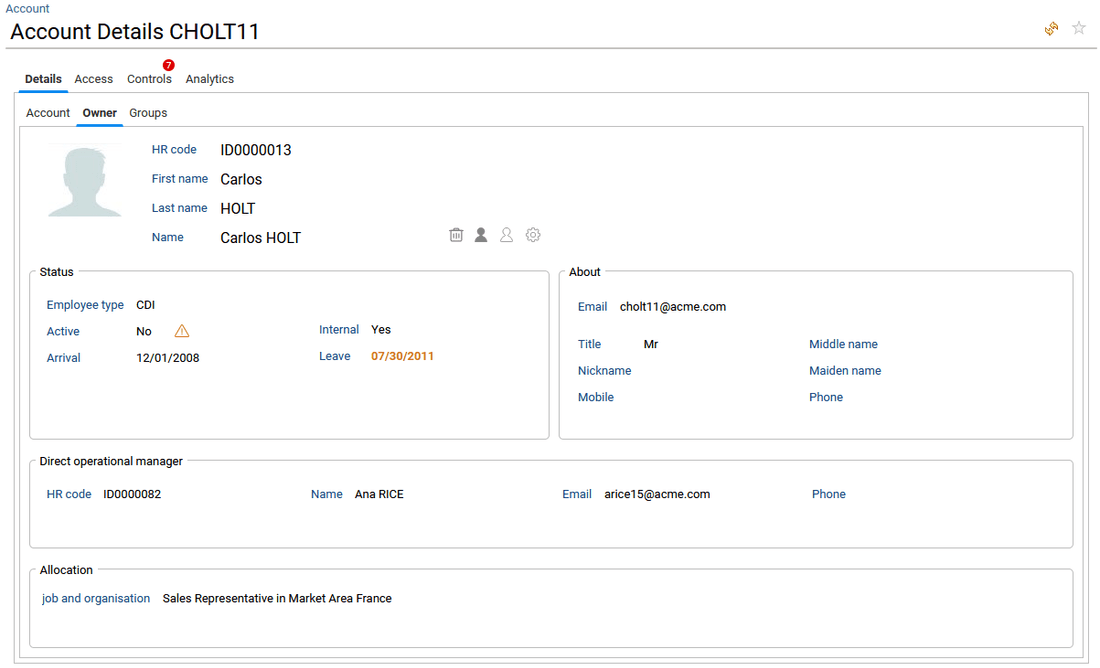 Account
Account Details CHOLT11
7
Details Access Controls Analytics
Account Owner Groups
HR code ID0000013
First name Carlos
Last name HOLT
Name Carlos HOLT
Status
Employee type CDI
Active No Internal Yes
Arrival 12/01/2008 Leave 07/30/2011
About
Email cholt11@acme.com
Title Mr Middle name
Nickname Maiden name
Mobile Phone
Direct operational manager
HR code ID0000082 Name Ana RICE Email arice15@acme.com Phone
Allocation
job and organisation Sales Representative in Market Area France